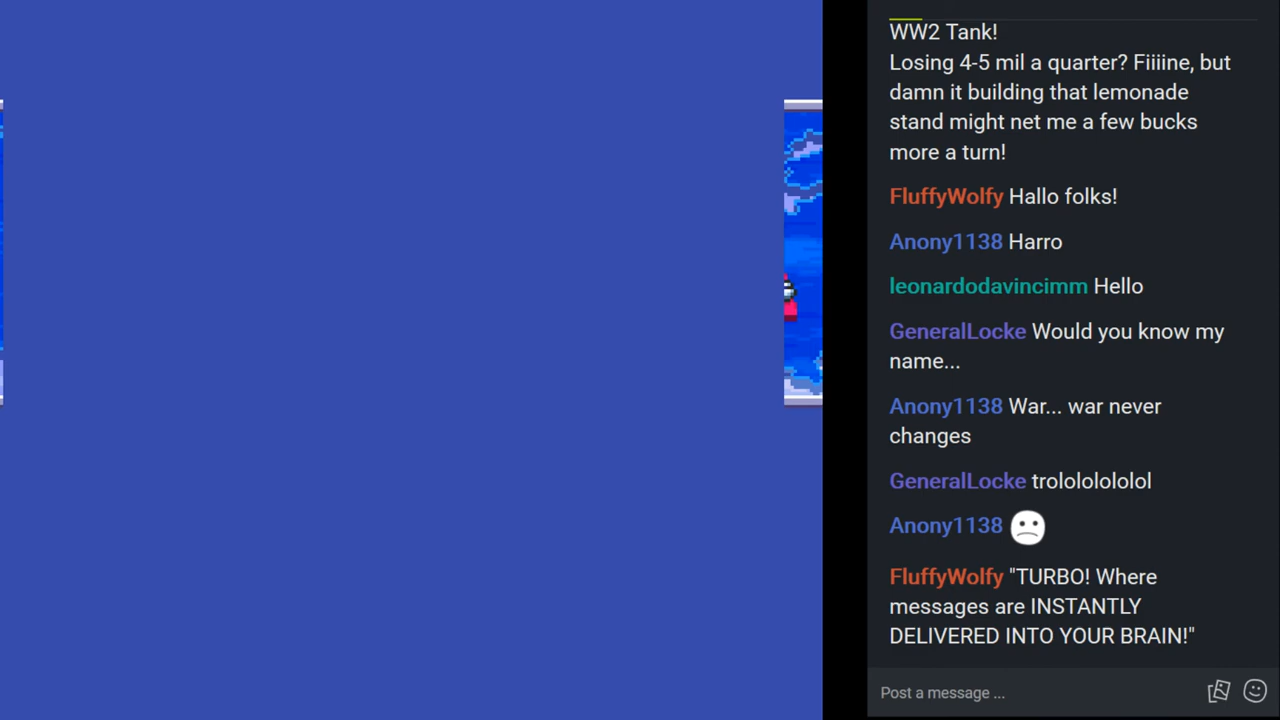 WW2 Tank!
Losing 4-5 mil a quarter? Fiiiine, but
damn it building that lemonade
stand might net me a few bucks
more a turn!
FluffyWolfy Hallo folks!
Anony1138 Harro
leonardodavincimm Hello
GeneralLocke Would you know my
name...
Anony1138 War... war never
changes
GeneralLocke trolololololol
Anony1138
FluffyWolfy "TURBO! Where
messages are INSTANTLY
DELIVERED INTO YOUR BRAIN!"
Post a message ...